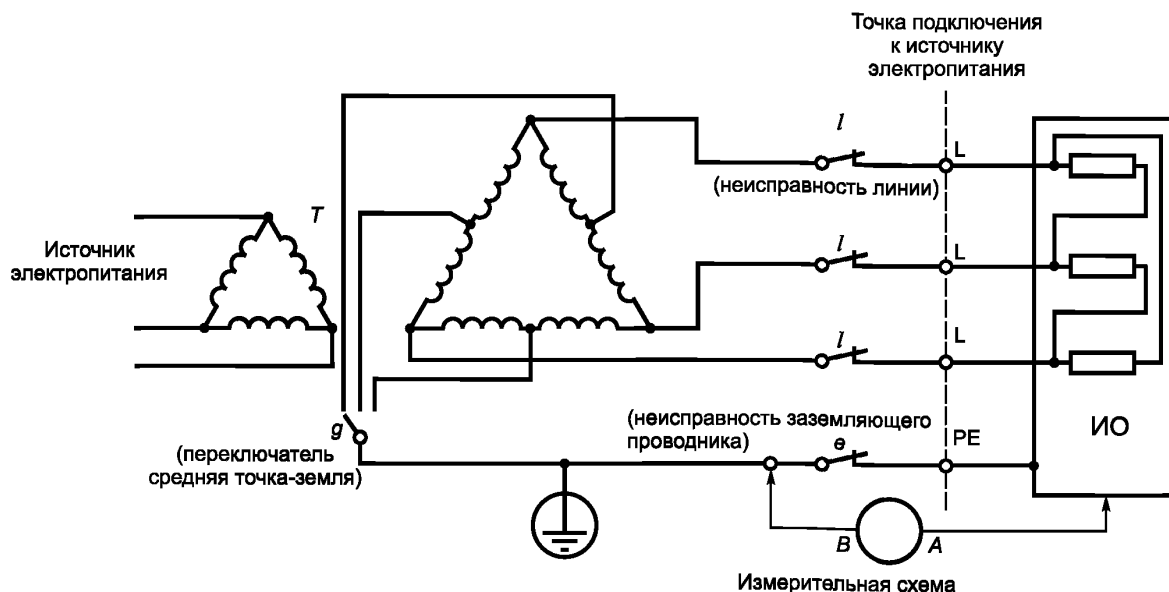 Точка подключения
к источнику
электропитания
l
L
(неисправность линии)
T
Источник
электропитания
l
L
l
L
g
(переключатель
средняя точка-земля)
(неисправность заземляющего
проводника)
e
PE
ИО
B
A
Измерительная схема